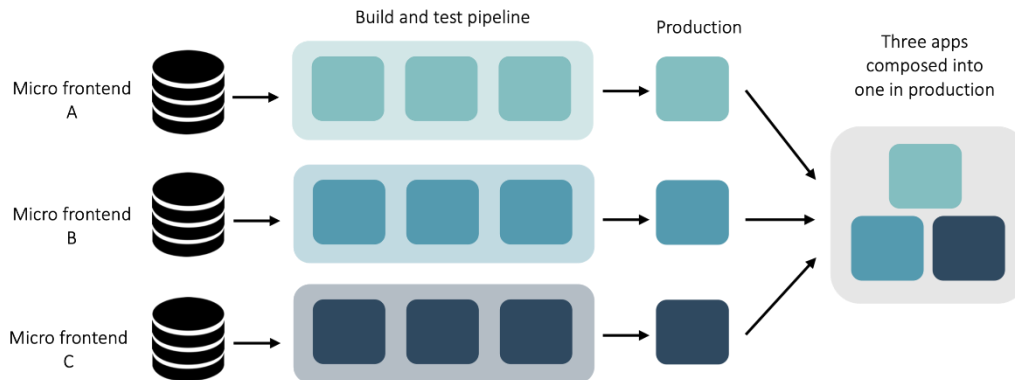 Build and test pipeline
Production
Three apps
composed into
one in production
Micro frontend
A
Micro frontend
B
Micro frontend
C